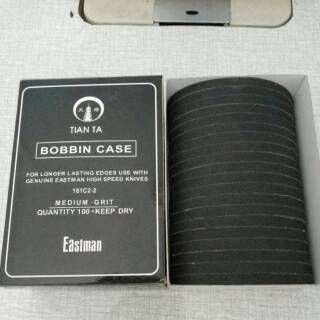 TIAN TA
BOBBIN CASE
FOR LONGER LASTING EDGES USE WITH
GENUINE EASTMAN HIGH SPEED KNIVES
181C2-2
MEDIUM - GRIT
QUANTITY 100 • KEEP DRY
Eastman